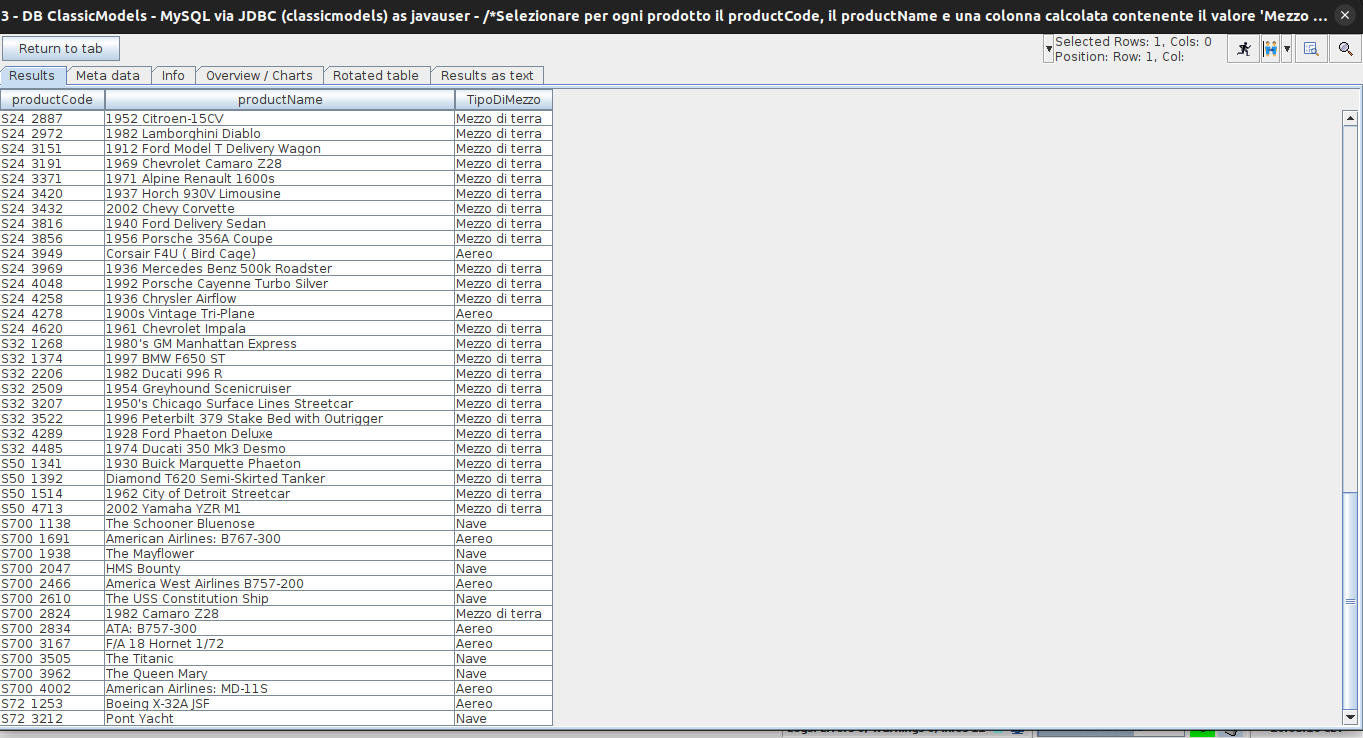 3 - DB ClassicModels - MySQL via JDBC (classicmodels) as javauser - /*Selezionare per ogni prodotto il productCode, il productName e una colonna calcolata contenente il valore 'Mezzo ...
Return to tab
Selected Rows: 1, Cols: 0
Position: Row: 1, Col:
Results Meta data Info Overview / Charts Rotated table Results as text
productCode productName TipoDiMezzo
S24_2887 1952 Citroen-15CV Mezzo di terra
S24_2972 1982 Lamborghini Diablo Mezzo di terra
S24_3151 1912 Ford Model T Delivery Wagon Mezzo di terra
S24_3191 1969 Chevrolet Camaro Z28 Mezzo di terra
S24_3371 1971 Alpine Renault 1600s Mezzo di terra
S24_3420 1937 Horch 930V Limousine Mezzo di terra
S24_3432 2002 Chevy Corvette Mezzo di terra
S24_3816 1940 Ford Delivery Sedan Mezzo di terra
S24_3856 1956 Porsche 356A Coupe Mezzo di terra
S24_3949 Corsair F4U ( Bird Cage) Aereo
S24_3969 1936 Mercedes Benz 500k Roadster Mezzo di terra
S24_4048 1992 Porsche Cayenne Turbo Silver Mezzo di terra
S24_4258 1936 Chrysler Airflow Mezzo di terra
S24_4278 1900s Vintage Tri-Plane Aereo
S24_4620 1961 Chevrolet Impala Mezzo di terra
S32_1268 1980's GM Manhattan Express Mezzo di terra
S32_1374 1997 BMW F650 ST Mezzo di terra
S32_2206 1982 Ducati 996 R Mezzo di terra
S32_2509 1954 Greyhound Scenicruiser Mezzo di terra
S32_3207 1950's Chicago Surface Lines Streetcar Mezzo di terra
S32_3522 1996 Peterbilt 379 Stake Bed with Outrigger Mezzo di terra
S32_4289 1928 Ford Phaeton Deluxe Mezzo di terra
S32_4485 1974 Ducati 350 Mk3 Desmo Mezzo di terra
S50_1341 1930 Buick Marquette Phaeton Mezzo di terra
S50_1392 Diamond T620 Semi-Skirted Tanker Mezzo di terra
S50_1514 1962 City of Detroit Streetcar Mezzo di terra
S50_4713 2002 Yamaha YZR M1 Mezzo di terra
S700_1138 The Schooner Bluenose Nave
S700_1691 American Airlines: B767-300 Aereo
S700_1938 The Mayflower Nave
S700_2047 HMS Bounty Nave
S700_2466 America West Airlines B757-200 Aereo
S700_2610 The USS Constitution Ship Nave
S700_2824 1982 Camaro Z28 Mezzo di terra
S700_2834 ATA: B757-300 Aereo
S700_3167 F/A 18 Hornet 1/72 Aereo
S700_3505 The Titanic Nave
S700_3962 The Queen Mary Nave
S700_4002 American Airlines: MD-11S Aereo
S72_1253 Boeing X-32A JSF Aereo
S72_3212 Pont Yacht Nave